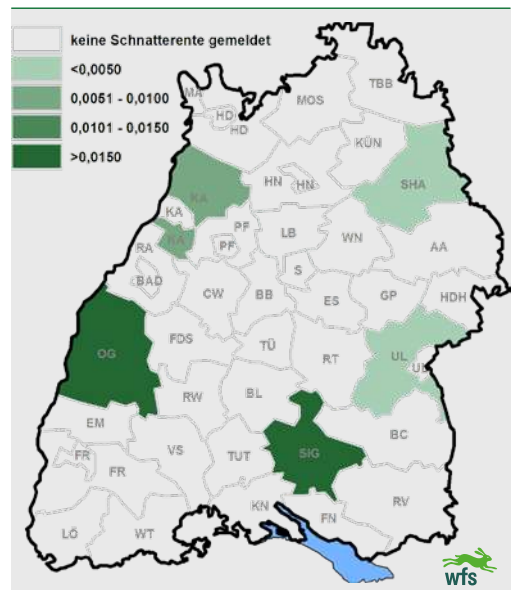 keine Schnatterente gemeldet
<0,0050
0,0051 - 0,0100
0,0101 - 0,0150
>0,0150
TBB
MA
MOS
HD
HD
KÜN
HN
HN
SHA
KA
KA
PF
LB
WN
KA
PF
RA
AA
S
BAD
CW
BB
ES
GP
HDH
FDS
TÜ
RT
UL
OG
UL
RW
BL
EM
BC
VS
TUT
SIG
FR
FR
KN
RV
FN
LÖ
WT
wfs